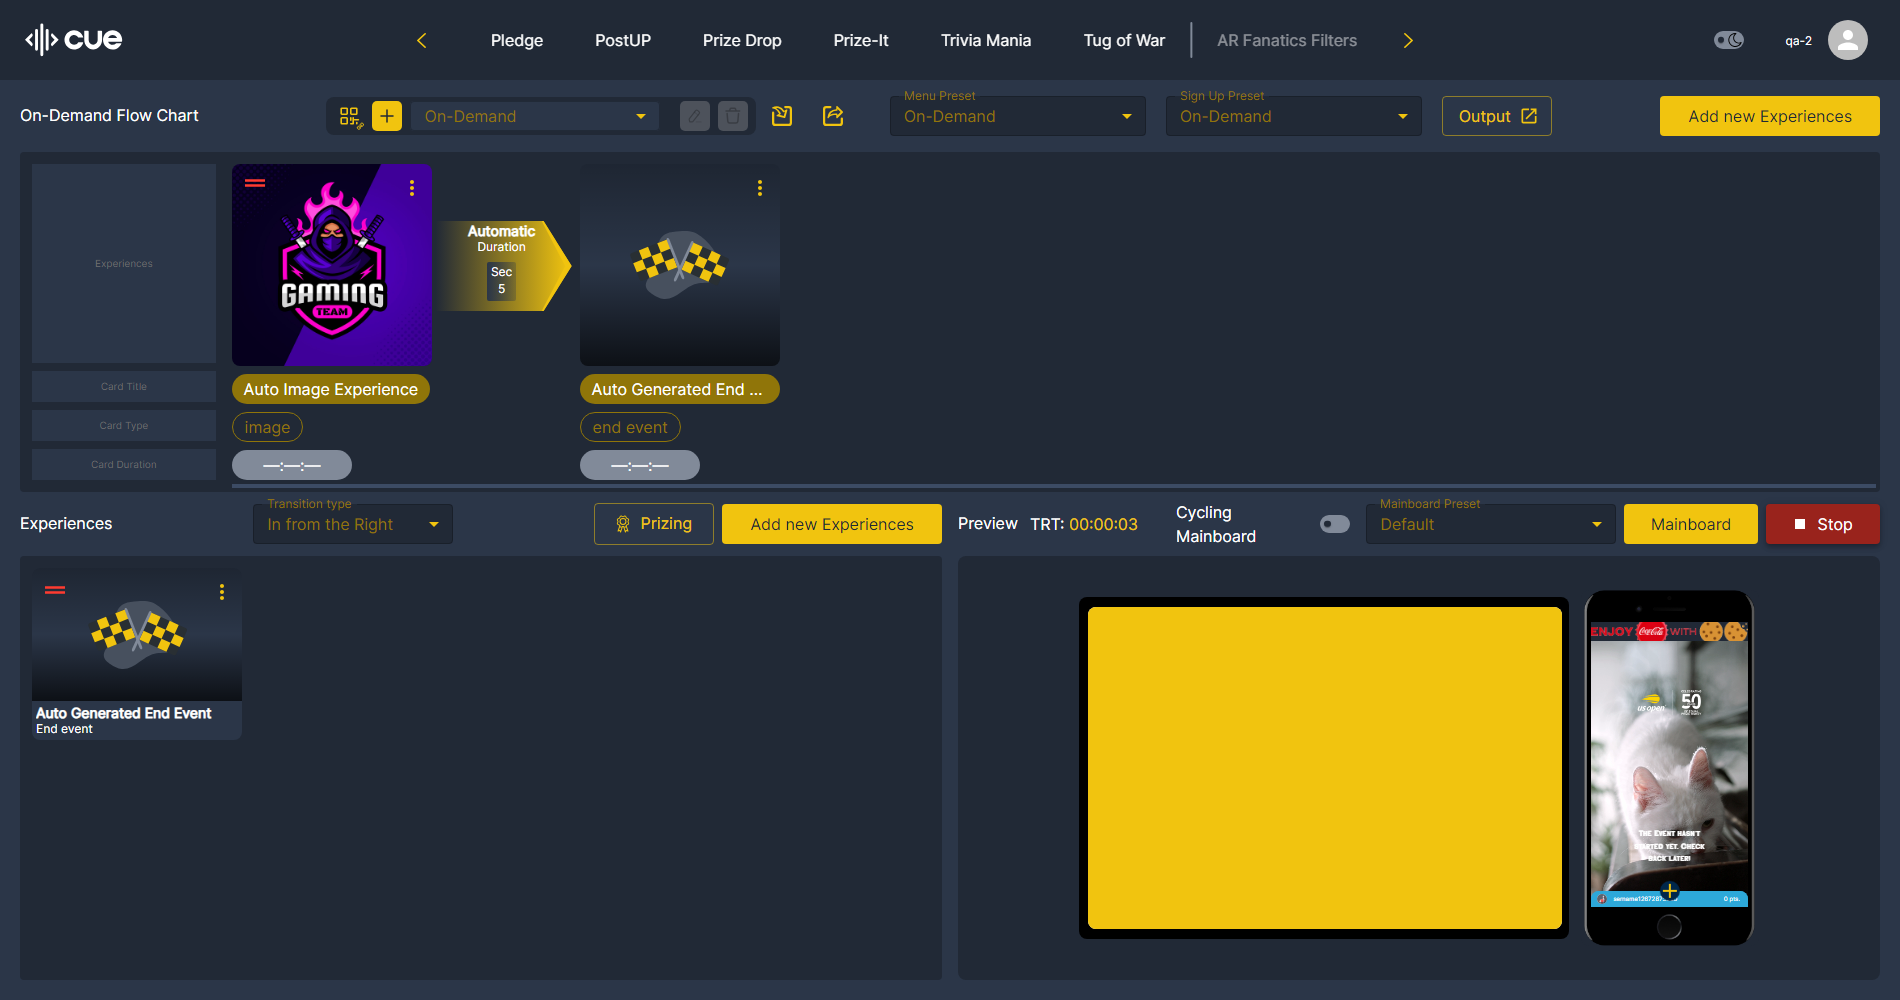 cue
Pledge
PostUP
Prize Drop
Prize-It
Trivia Mania
Tug of War
AR Fanatics Filters
qa-2
On-Demand Flow Chart
On-Demand
Menu Preset
On-Demand
Sign Up Preset
On-Demand
Output
Add new Experiences
Experiences
Card Title
Card Type
Card Duration
GAMING
TEAM
Automatic
Duration
Sec
5
Auto Image Experience
Auto Generated End ...
image
end event
—:—:—
—:—:—
Experiences
Transition type
In from the Right
Prizing
Add new Experiences
Preview
TRT: 00:00:03
Cycling
Mainboard
Mainboard Preset
Default
Mainboard
Stop
Auto Generated End Event
End event
ENJOY Coca-Cola WITH
us open
50
The Event hasn't
started yet. Check
back later!
0 pts.